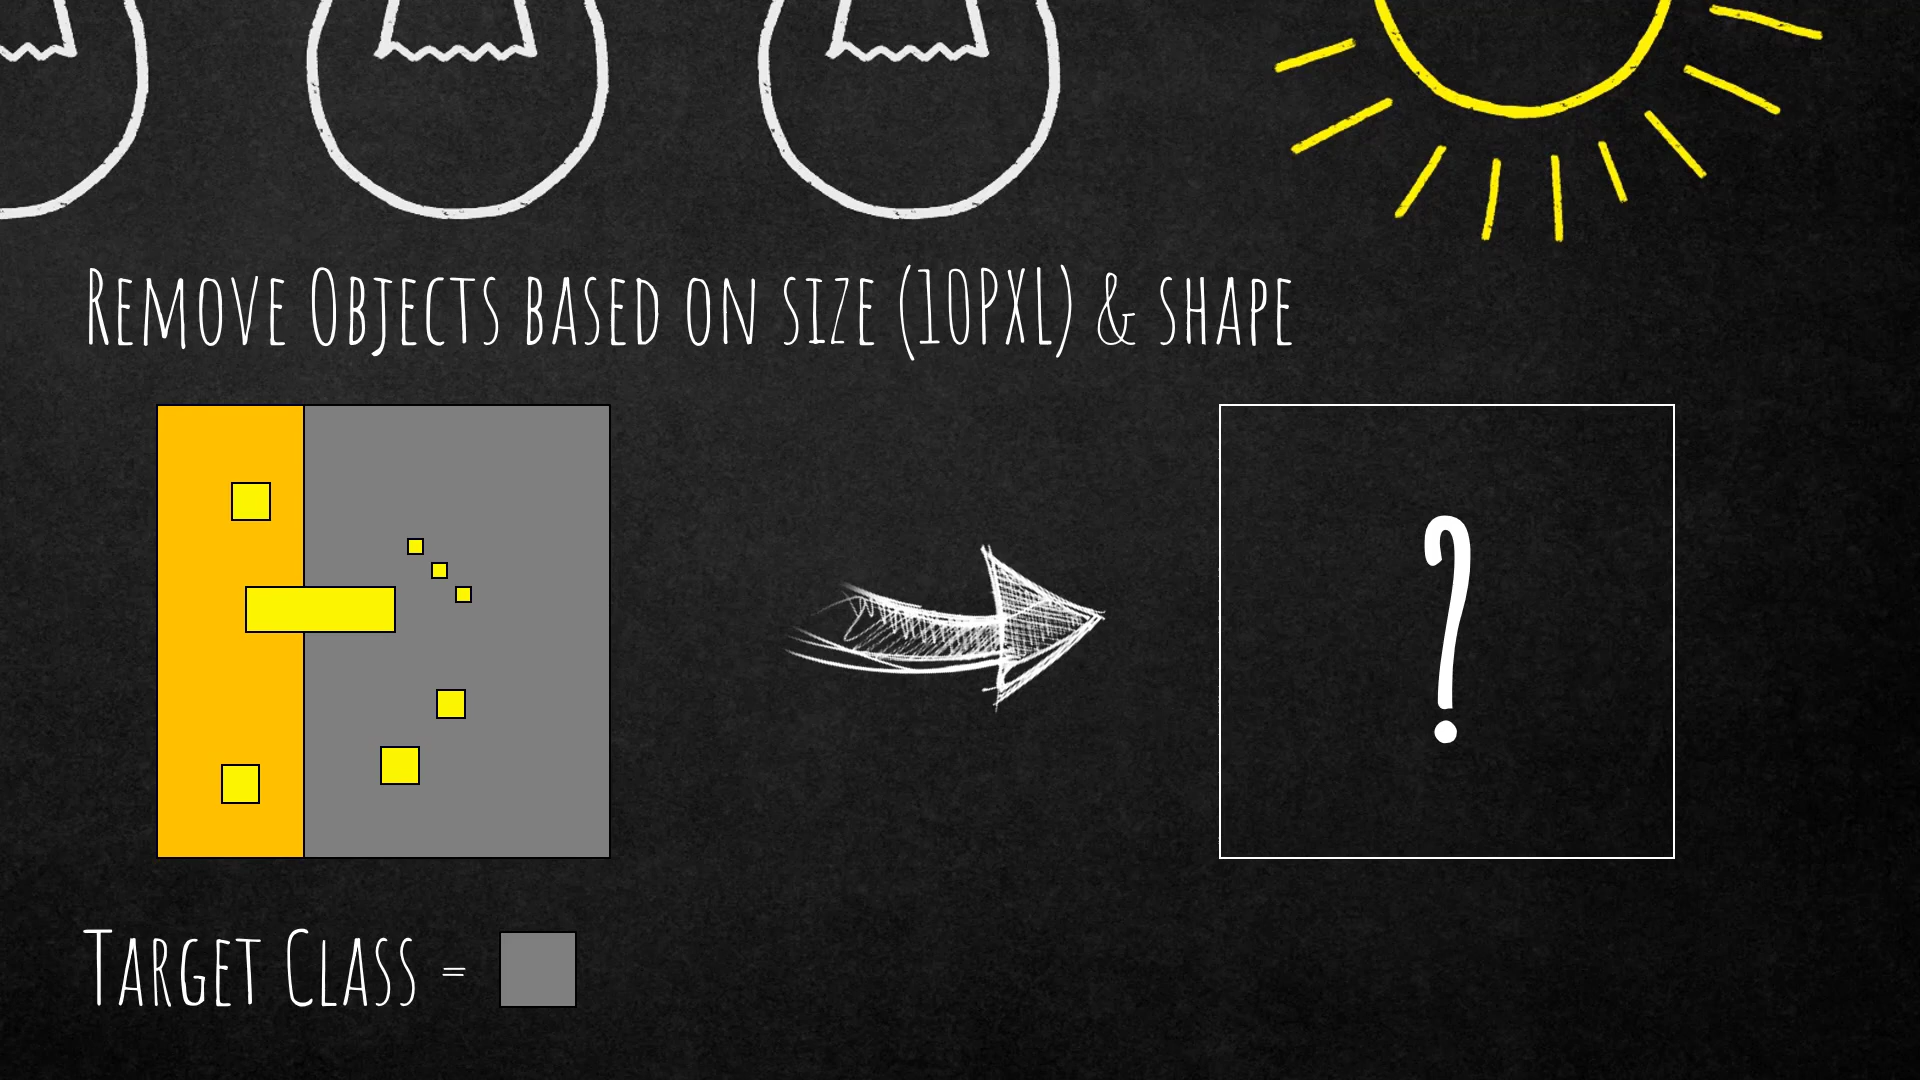 Remove Objects based on size (10pxl) & shape
?
Target Class =